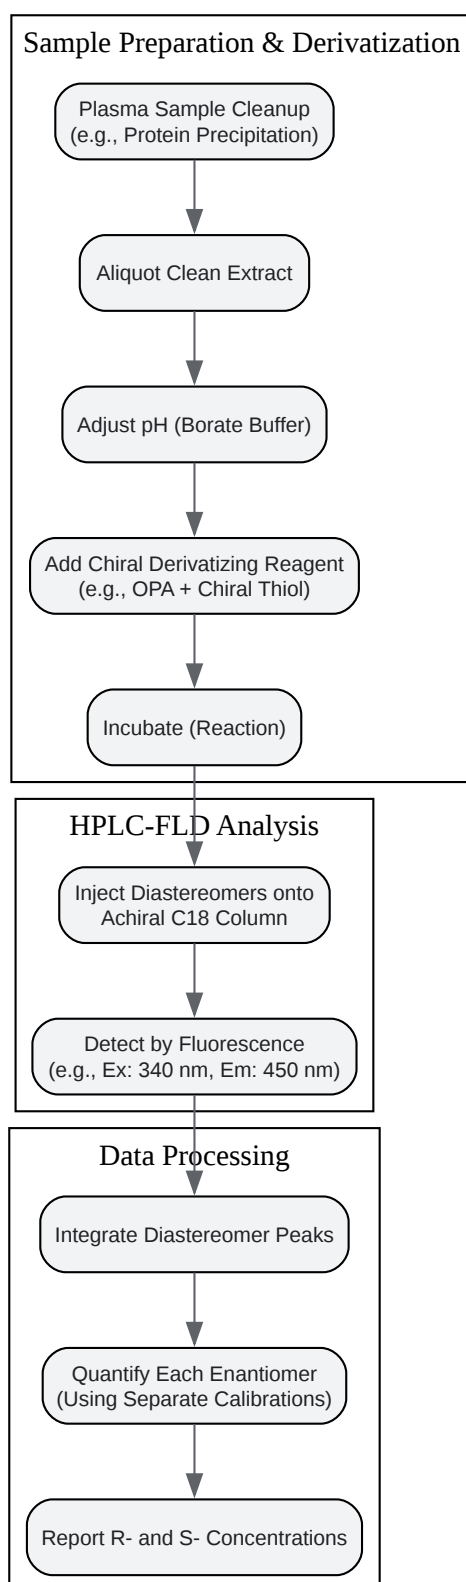 Sample Preparation & Derivatization
Plasma Sample Cleanup
(e.g., Protein Precipitation)
Aliquot Clean Extract
Adjust pH (Borate Buffer)
Add Chiral Derivatizing Reagent
(e.g., OPA + Chiral Thiol)
Incubate (Reaction)
HPLC-FLD Analysis
Inject Diastereomers onto
Achiral C18 Column
Detect by Fluorescence
(e.g., Ex: 340 nm, Em: 450 nm)
Data Processing
Integrate Diastereomer Peaks
Quantify Each Enantiomer
(Using Separate Calibrations)
Report R- and S- Concentrations